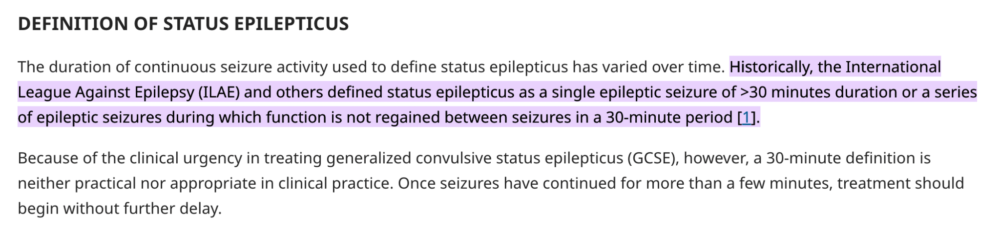 DEFINITION OF STATUS EPILEPTICUS
The duration of continuous seizure activity used to define status epilepticus has varied over time. Historically, the International
League Against Epilepsy (ILAE) and others defined status epilepticus as a single epileptic seizure of >30 minutes duration or a series
of epileptic seizures during which function is not regained between seizures in a 30-minute period [1].
Because of the clinical urgency in treating generalized convulsive status epilepticus (GCSE), however, a 30-minute definition is
neither practical nor appropriate in clinical practice. Once seizures have continued for more than a few minutes, treatment should
begin without further delay.